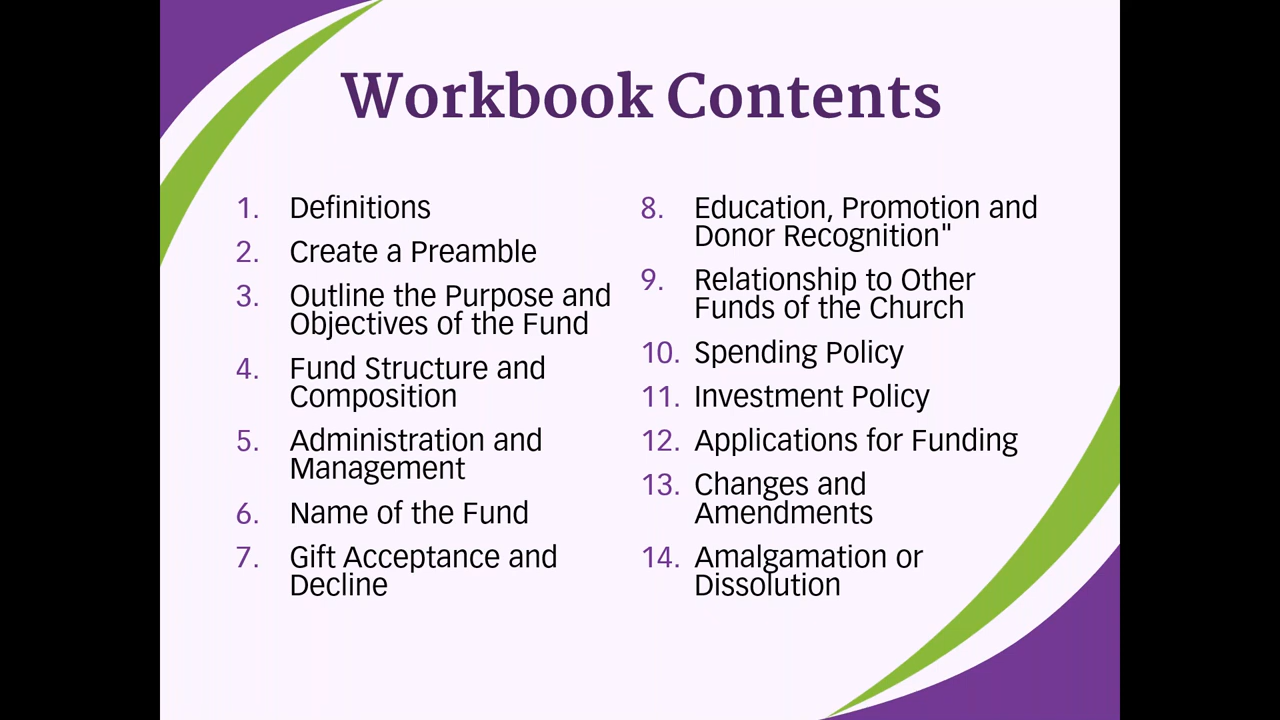 Workbook Contents
1. Definitions
2. Create a Preamble
3. Outline the Purpose and
Objectives of the Fund
4. Fund Structure and
Composition
5. Administration and
Management
6. Name of the Fund
7. Gift Acceptance and
Decline
8. Education, Promotion and
Donor Recognition"
9. Relationship to Other
Funds of the Church
10. Spending Policy
11. Investment Policy
12. Applications for Funding
13. Changes and
Amendments
14. Amalgamation or
Dissolution